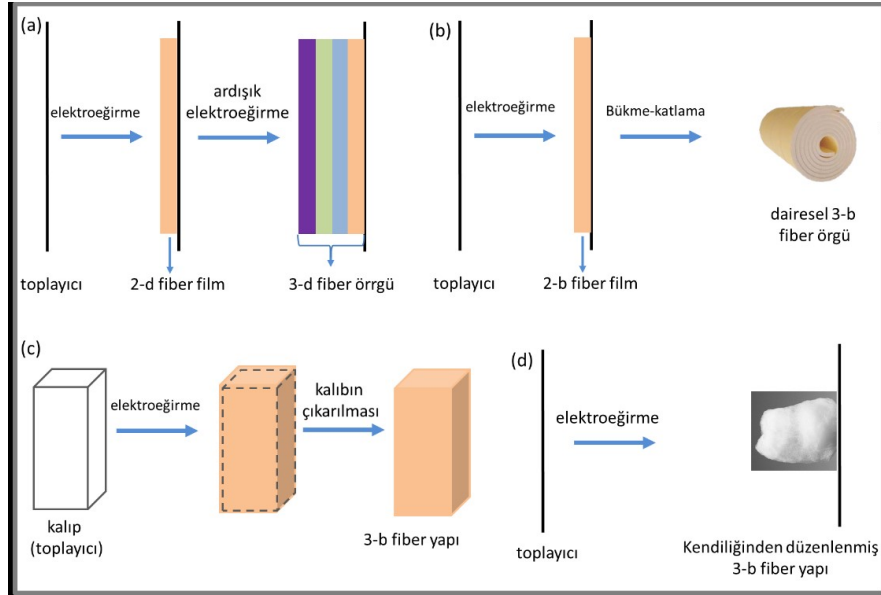 (a)
elektroeğirme
ardışık
elektroeğirme
toplayıcı
2-d fiber film
3-d fiber örrgü
(b)
elektroeğirme
Bükme-katlama
dairesel 3-b
fiber örgü
toplayıcı
2-b fiber film
(c)
elektroeğirme
kalıbın
çıkarılması
kalıp
(toplayıcı)
3-b fiber yapı
(d)
elektroeğirme
toplayıcı
Kendiliğinden düzenlenmiş
3-b fiber yapı